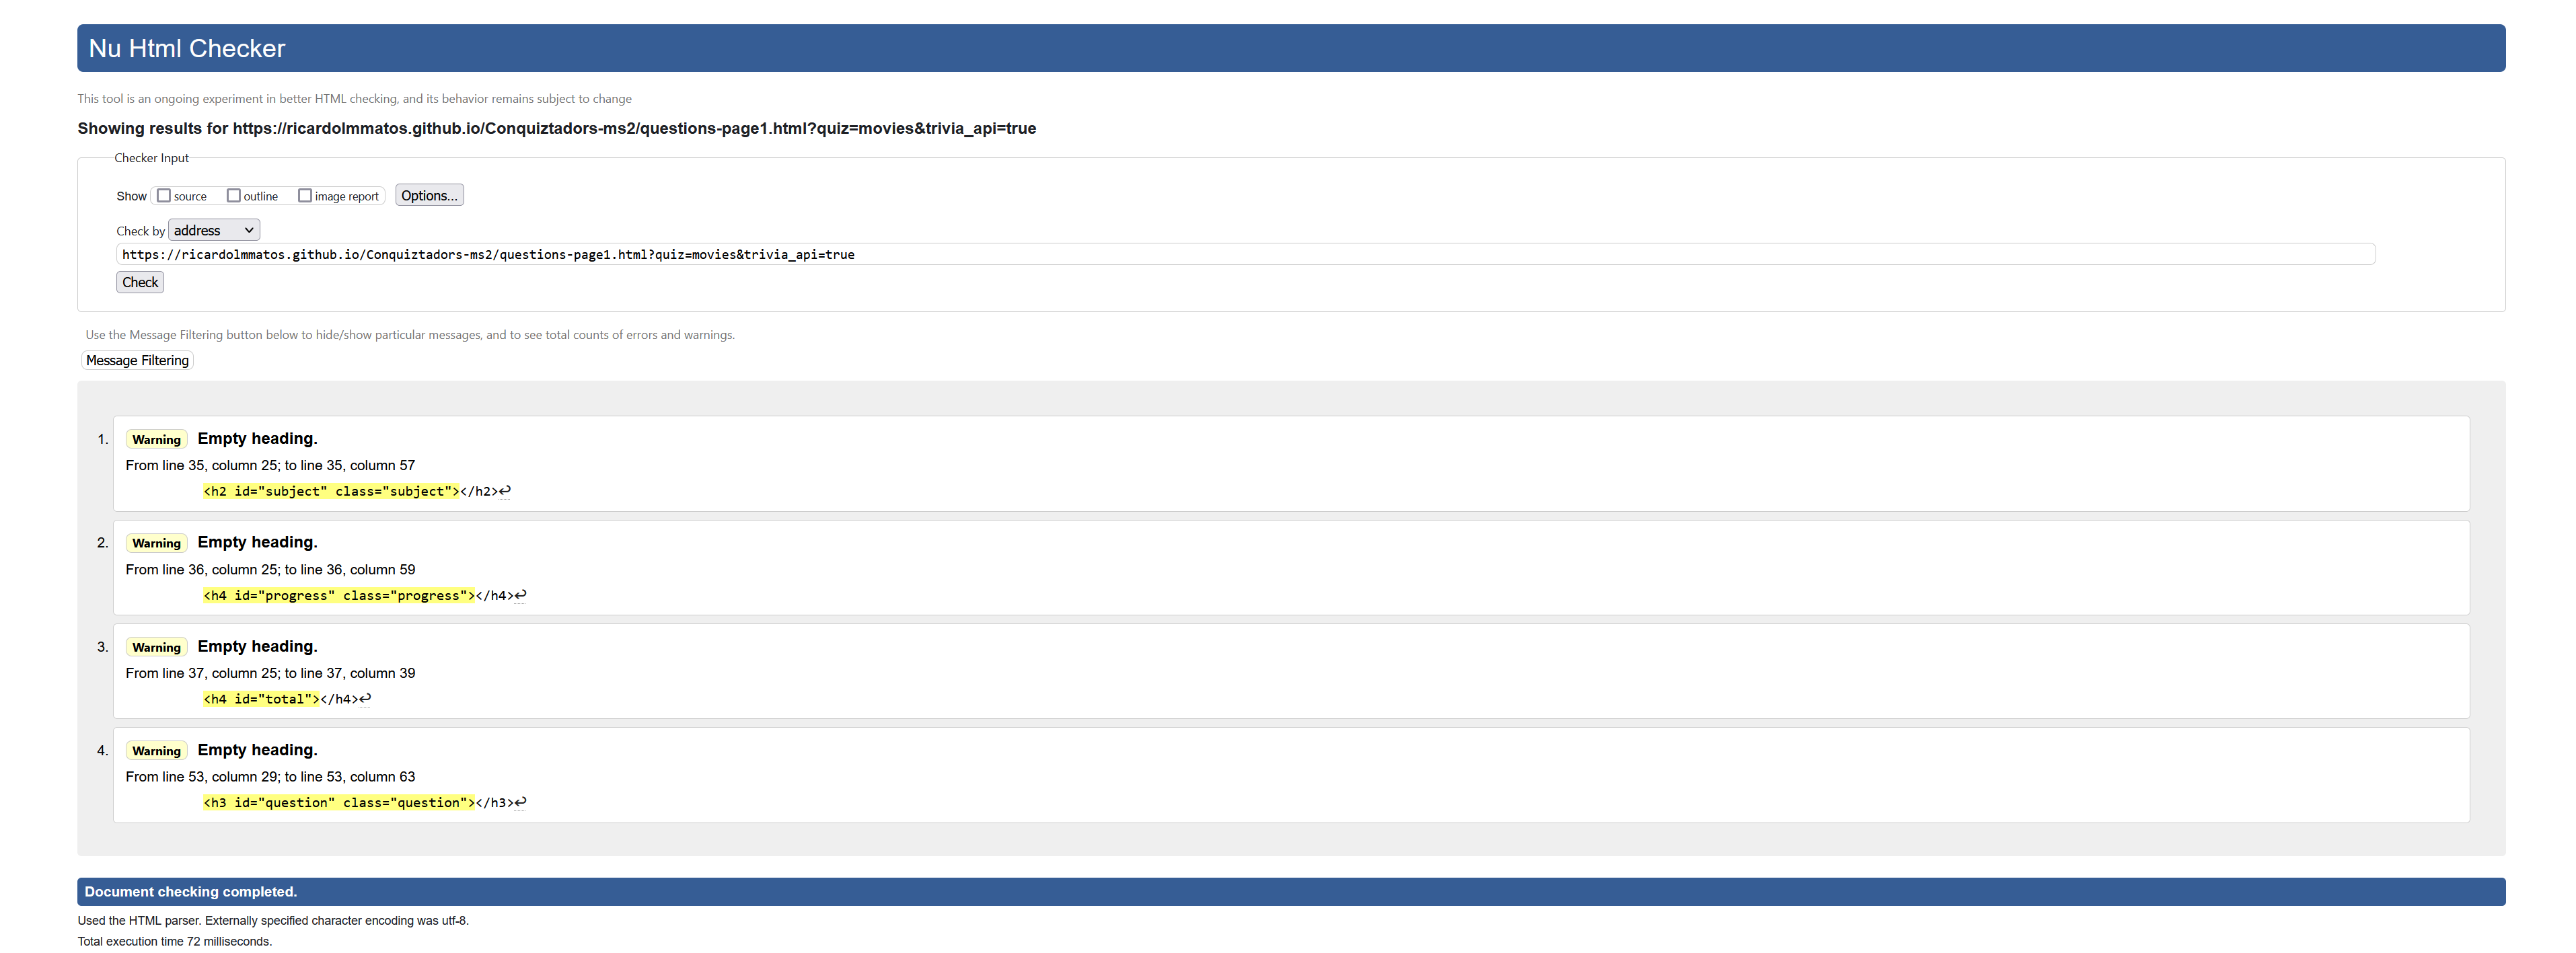 Nu Html Checker
This tool is an ongoing experiment in better HTML checking, and its behavior remains subject to change
Showing results for https://ricardolmmatos.github.io/Conquiztadors-ms2/questions-page1.html?quiz=movies&trivia_api=true
Checker Input
Show source outline image report Options...
Check by address
https://ricardolmmatos.github.io/Conquiztadors-ms2/questions-page1.html?quiz=movies&trivia_api=true
Check
Use the Message Filtering button below to hide/show particular messages, and to see total counts of errors and warnings.
Message Filtering
1. Warning Empty heading.
From line 35, column 25; to line 35, column 57
<h2 id="subject" class="subject"></h2>↩
2. Warning Empty heading.
From line 36, column 25; to line 36, column 59
<h4 id="progress" class="progress"></h4>↩
3. Warning Empty heading.
From line 37, column 25; to line 37, column 39
<h4 id="total"></h4>↩
4. Warning Empty heading.
From line 53, column 29; to line 53, column 63
<h3 id="question" class="question"></h3>↩
Document checking completed.
Used the HTML parser. Externally specified character encoding was utf-8.
Total execution time 72 milliseconds.